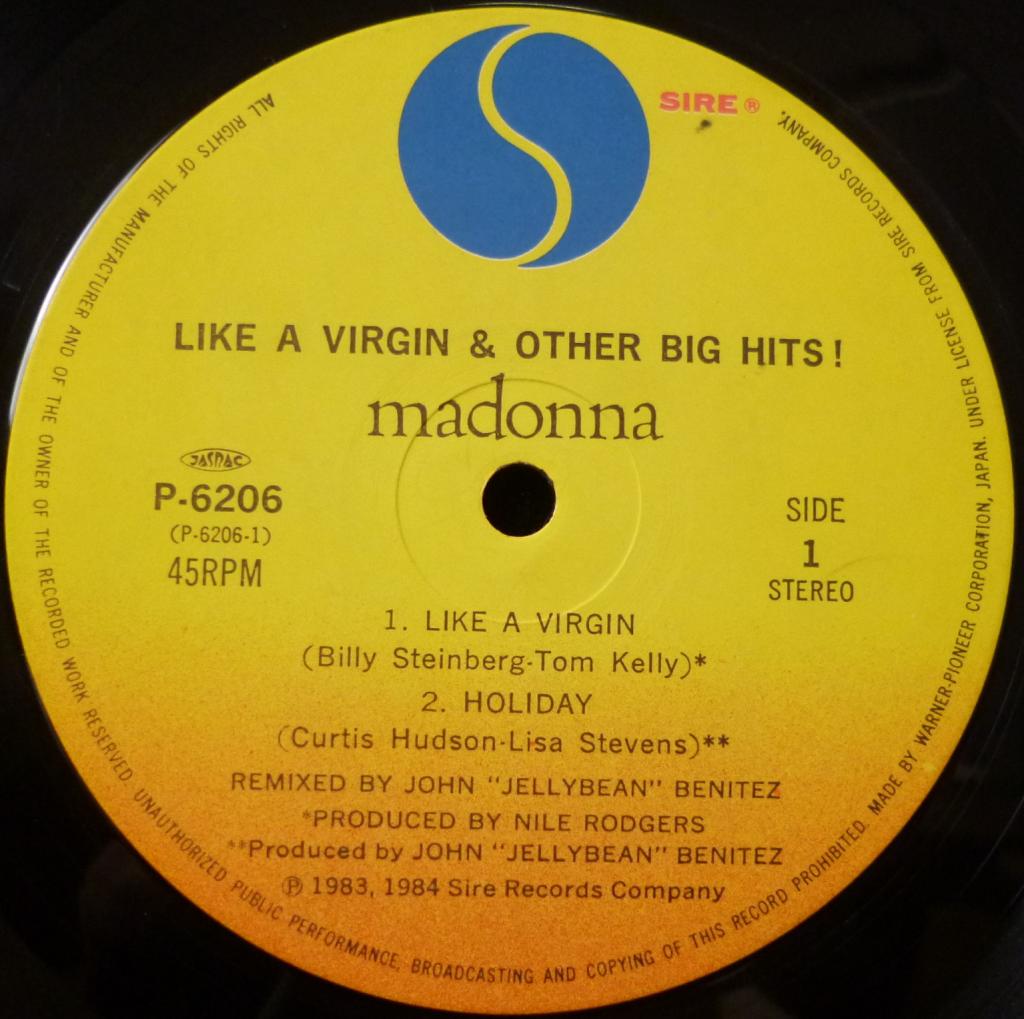 SIRE ®
LIKE A VIRGIN & OTHER BIG HITS!
madonna
JASRAC
P-6206
(P-6206-1)
45RPM
SIDE
1
STEREO
1. LIKE A VIRGIN
(Billy Steinberg-Tom Kelly)*
2. HOLIDAY
(Curtis Hudson-Lisa Stevens)**
REMIXED BY JOHN "JELLYBEAN" BENITEZ
*PRODUCED BY NILE RODGERS
**Produced by JOHN "JELLYBEAN" BENITEZ
℗ 1983, 1984 Sire Records Company
ALL RIGHTS OF THE MANUFACTURER AND OF THE OWNER OF THE RECORDED WORK RESERVED. UNAUTHORIZED PUBLIC PERFORMANCE, BROADCASTING AND COPYING OF THIS RECORD PROHIBITED. MADE BY WARNER-PIONEER CORPORATION, JAPAN. UNDER LICENSE FROM SIRE RECORDS COMPANY.